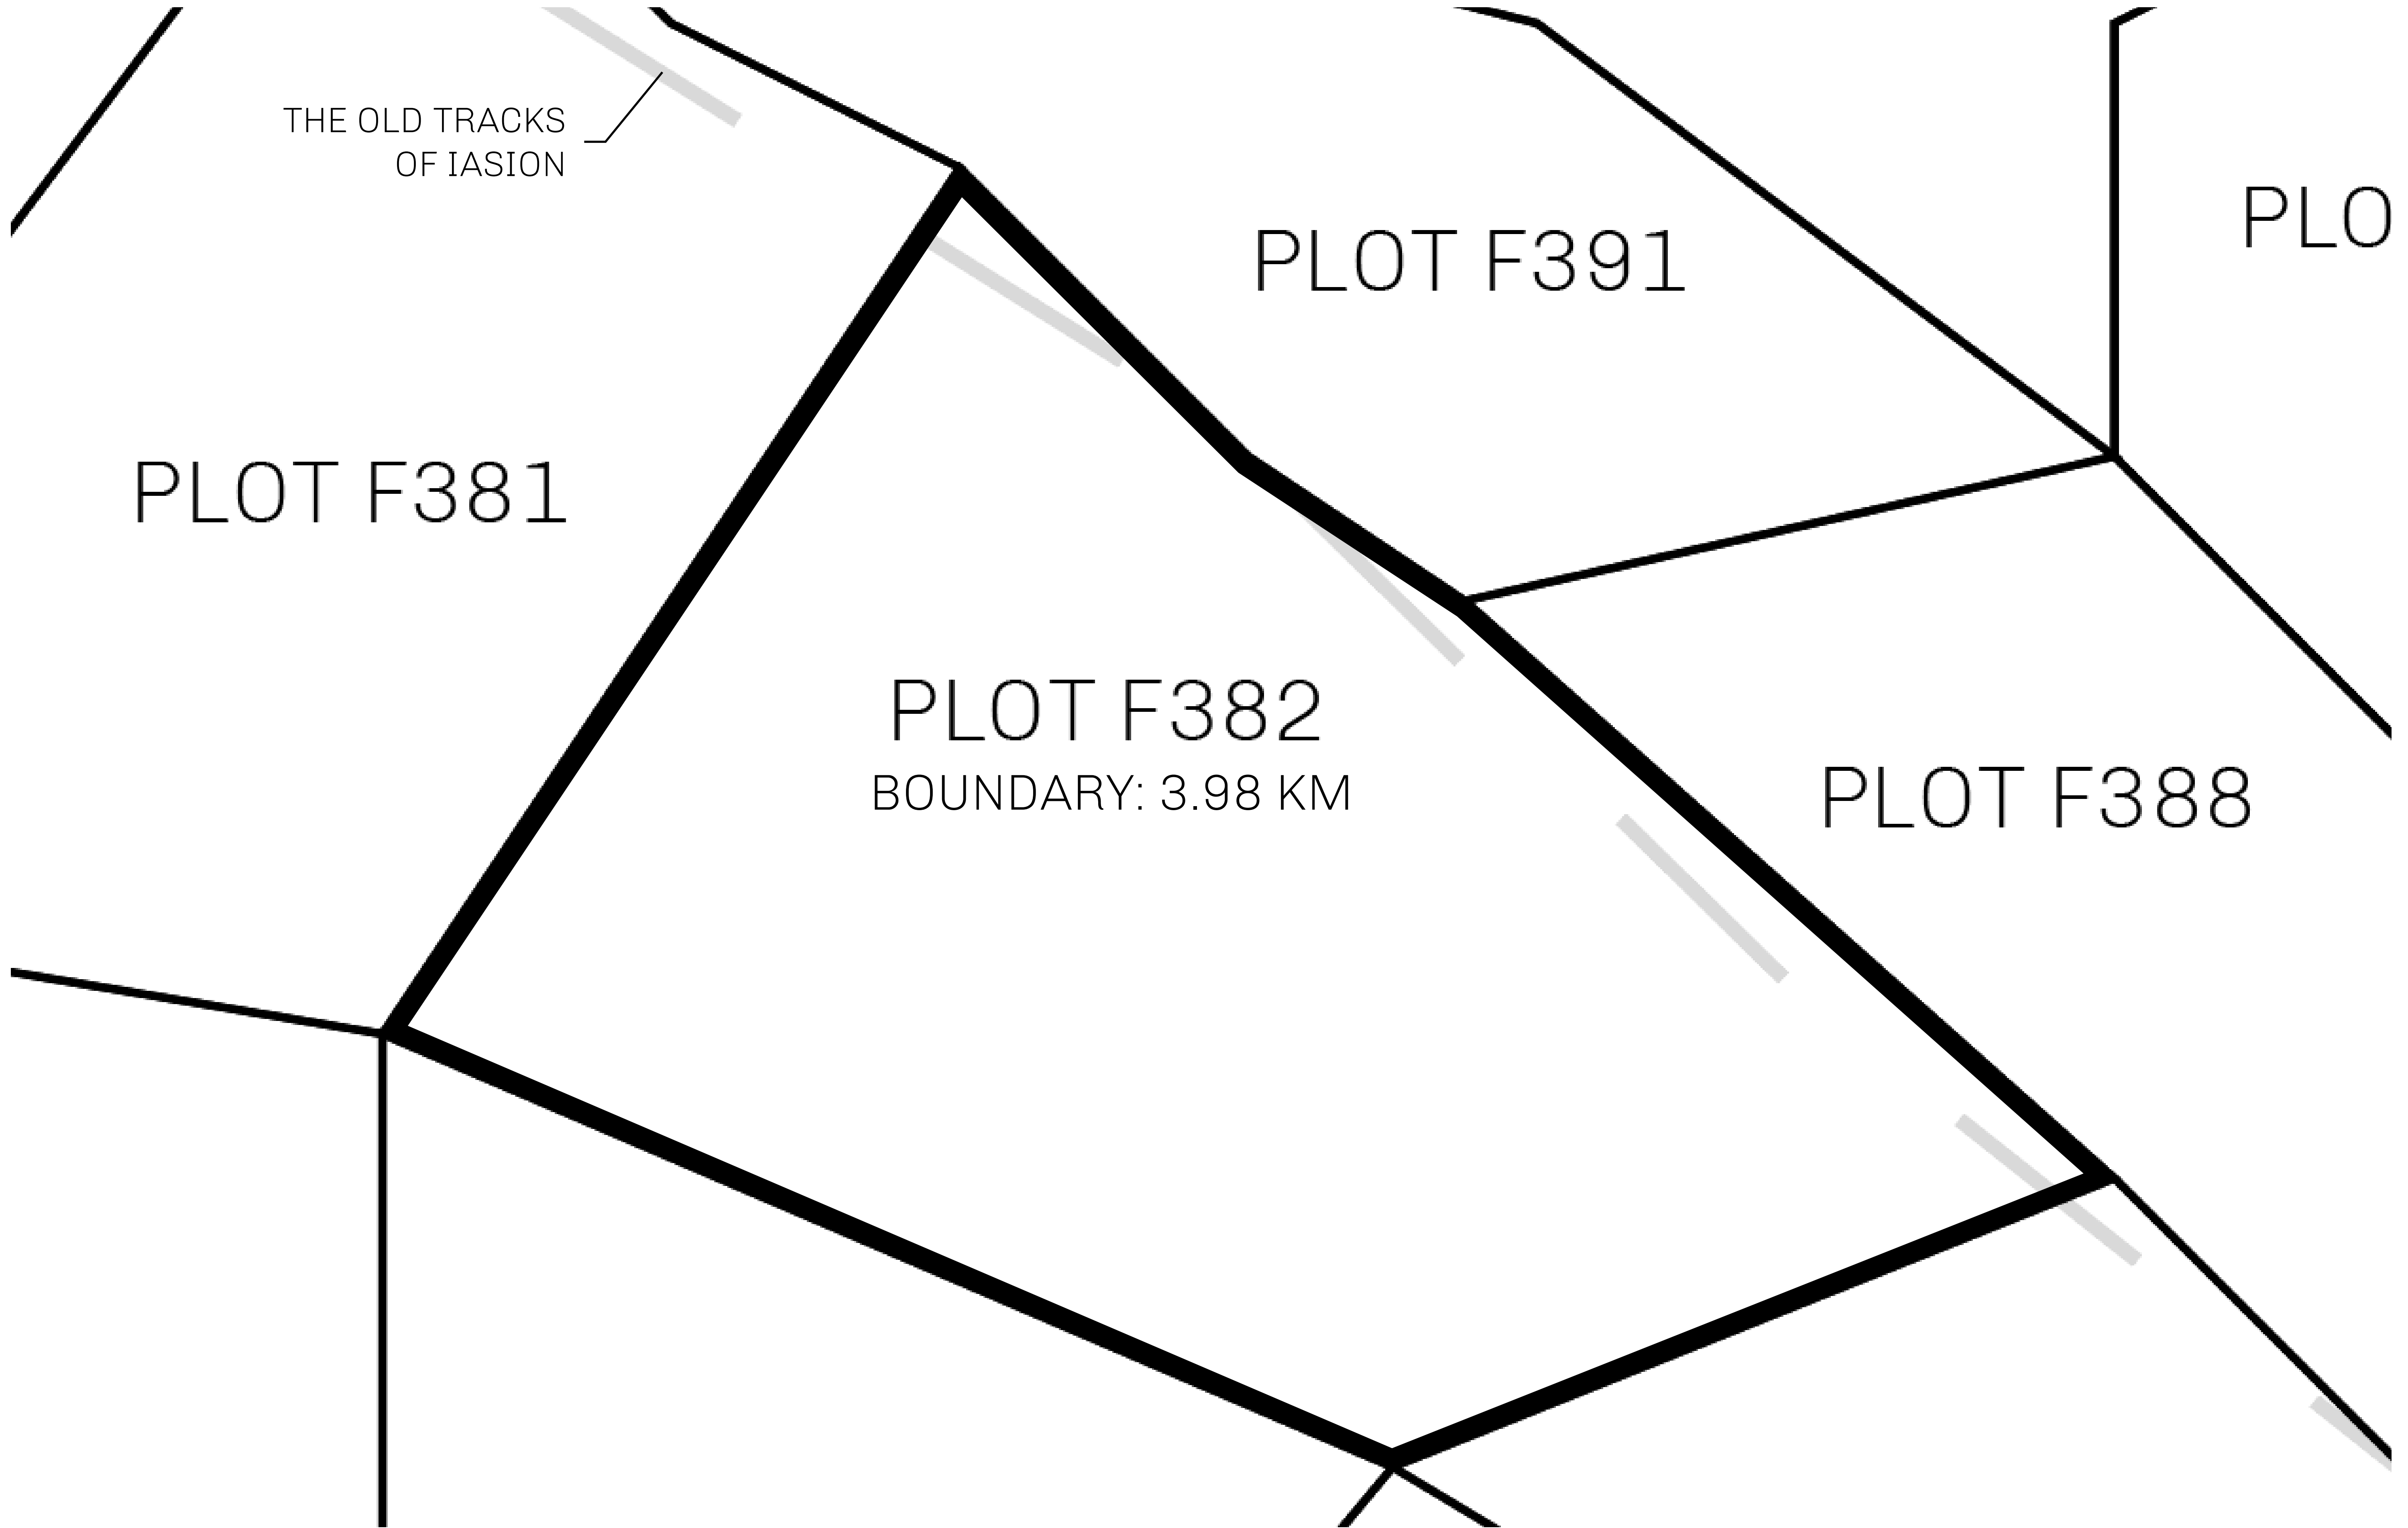 THE OLD TRACKS
OF IASION
PLOT F391
PLO
PLOT F381
PLOT F382
BOUNDARY: 3.98 KM
PLOT F388